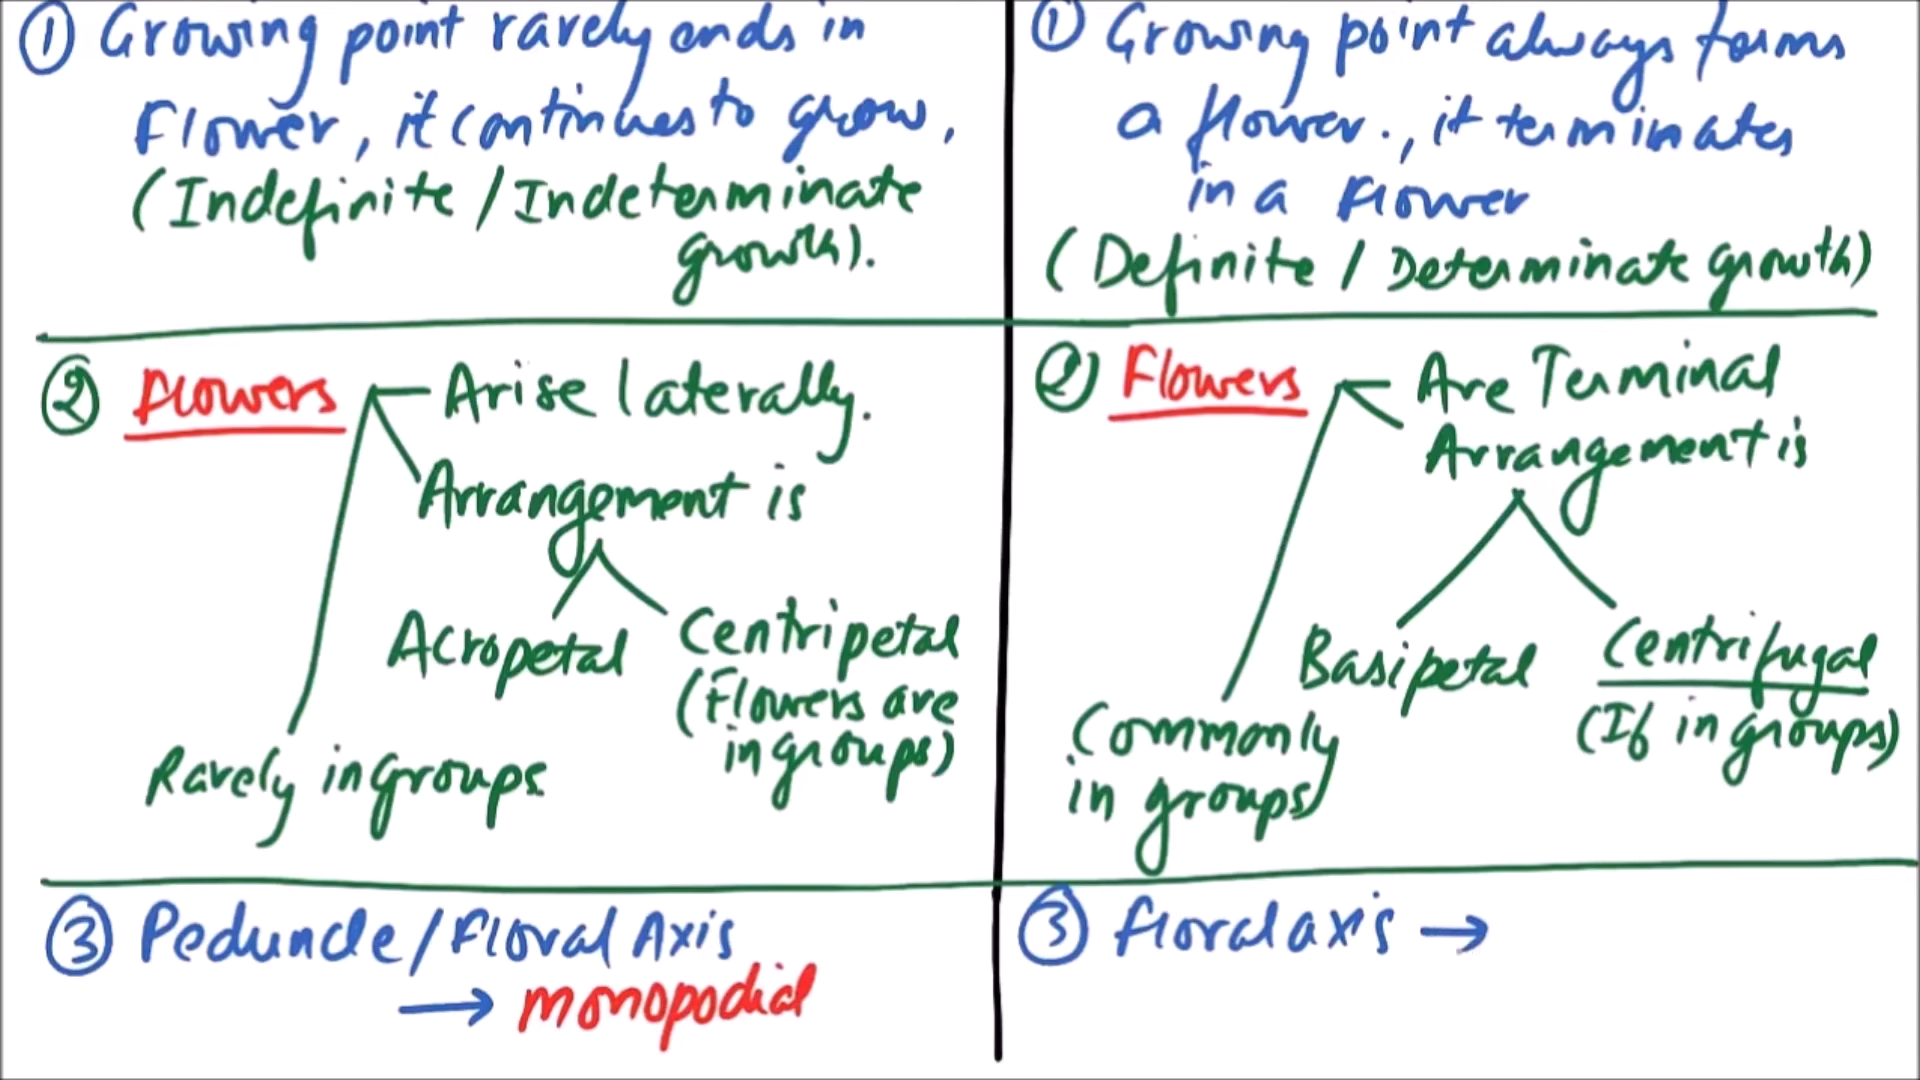 ① Growing point rarely ends in
Flower, it continues to grow,
(Indefinite / Indeterminate
growth).
② Flowers
Arise laterally.
Arrangement is
Acropetal
Centripetal
(Flowers are
in groups)
Rarely in groups
③ Peduncle / Floral Axis
→ monopodial
① Growing point always forms
a flower., it terminates
in a Flower
(Definite / Determinate growth)
② Flowers
Are Terminal
Arrangement is
Basipetal
Centrifugal
(If in groups)
Commonly
in groups
③ floral axis →